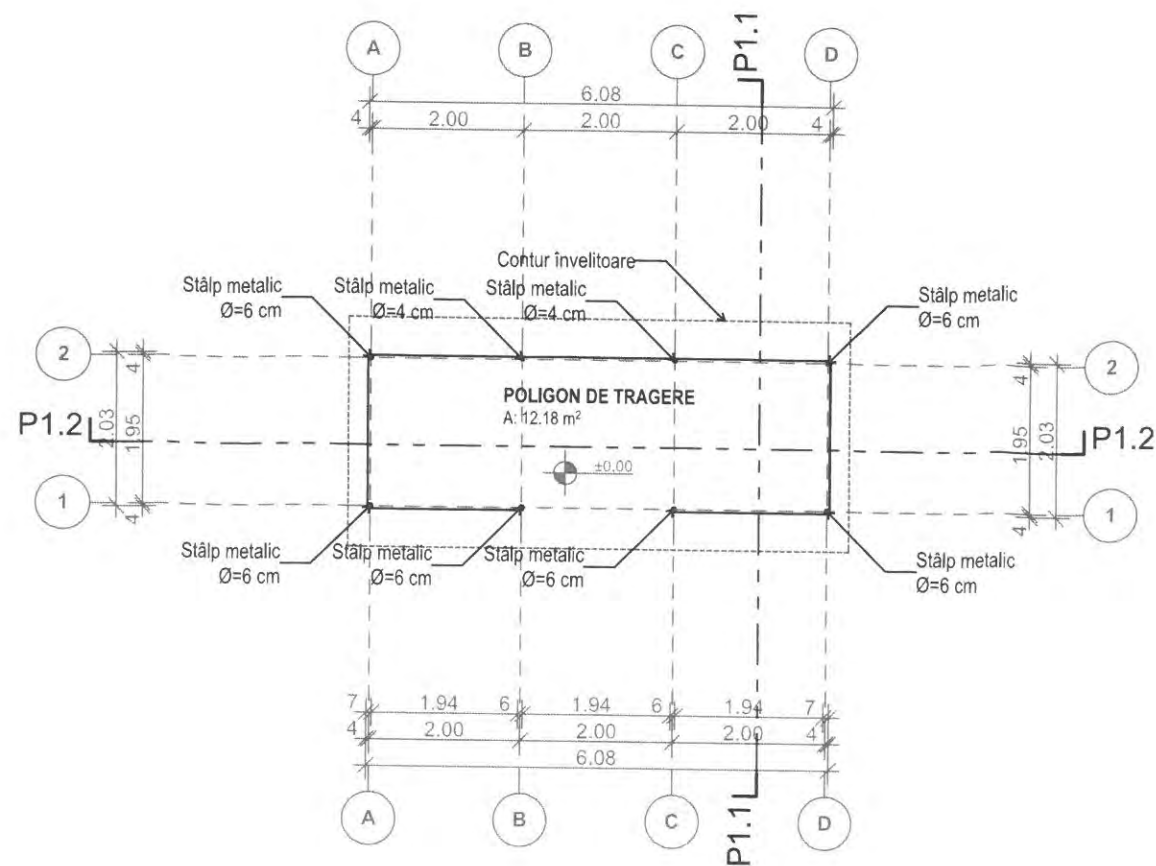 A
B
C
D
P1.1
6.08
4
2.00
2.00
2.00
4
Contur învelitoare
Stâlp metalic
Ø=6 cm
Stâlp metalic
Ø=4 cm
Stâlp metalic
Ø=4 cm
Stâlp metalic
Ø=6 cm
2
2
4
4
POLIGON DE TRAGERE
A: 12.18 m²
P1.2
2.03
1.95
±0.00
1.95
2.03
P1.2
1
1
4
4
Stâlp metalic
Ø=6 cm
Stâlp metalic
Ø=6 cm
Stâlp metalic
Ø=6 cm
Stâlp metalic
Ø=6 cm
7
1.94
6
1.94
6
1.94
7
4
2.00
2.00
2.00
4
6.08
A
B
C
D
P1.1